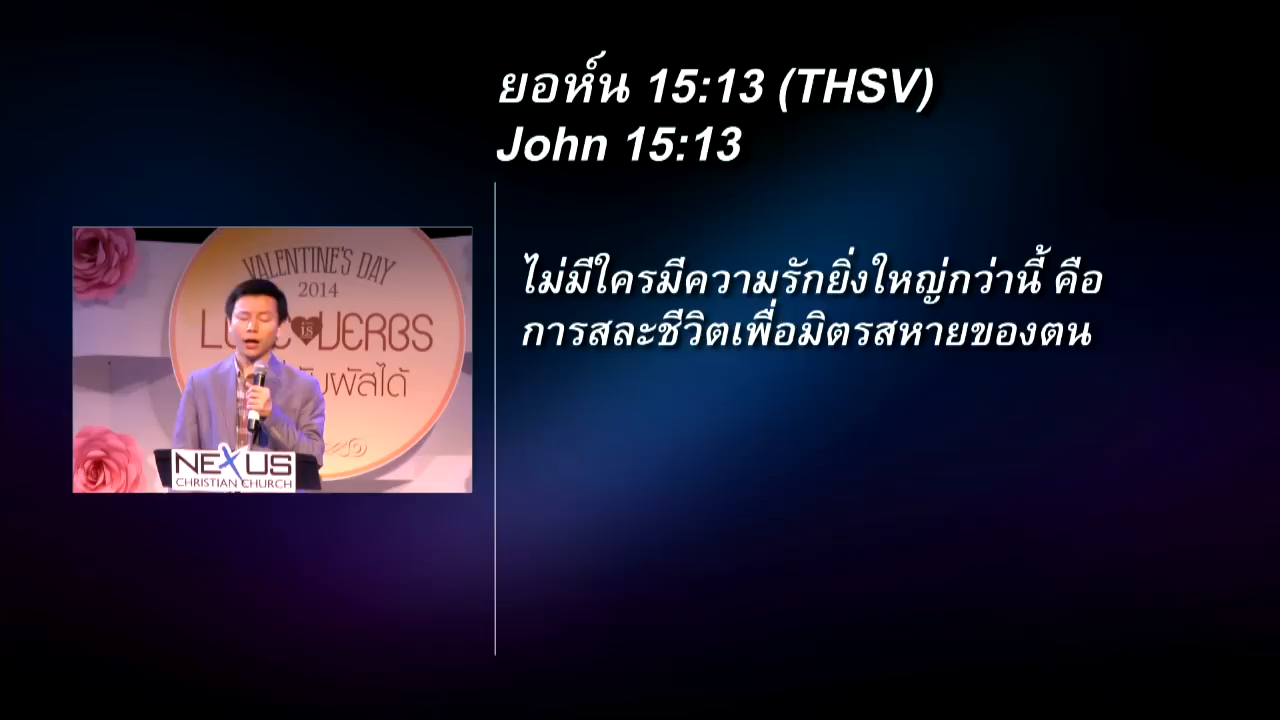 ยอห์น 15:13 (THSV)
John 15:13
ไม่มีใครมีความรักยิ่งใหญ่กว่านี้ คือ
การสละชีวิตเพื่อมิตรสหายของตน
VALENTINE'S DAY
2014
IS VERBS
NEXUS
CHRISTIAN CHURCH